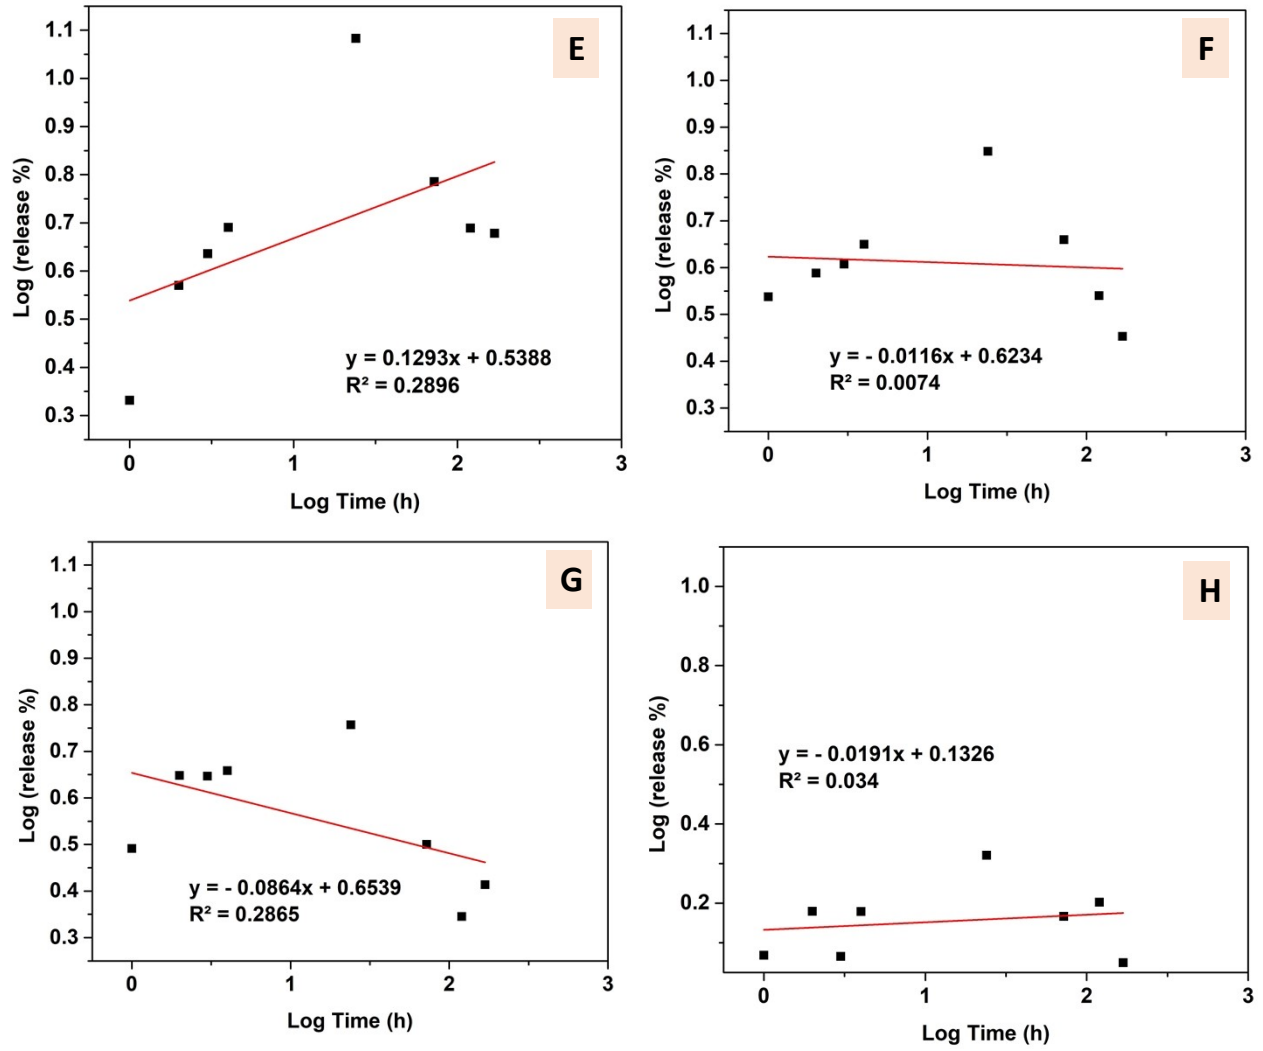 E
1.1
1.0
0.9
0.8
0.7
0.6
0.5
0.4
0.3
Log (release %)
y = 0.1293x + 0.5388
R² = 0.2896
0 1 2 3
Log Time (h)
F
1.1
1.0
0.9
0.8
0.7
0.6
0.5
0.4
0.3
Log (release %)
y = - 0.0116x + 0.6234
R² = 0.0074
0 1 2 3
Log Time (h)
G
1.1
1.0
0.9
0.8
0.7
0.6
0.5
0.4
0.3
Log (release %)
y = - 0.0864x + 0.6539
R² = 0.2865
0 1 2 3
Log Time (h)
H
1.0
0.8
0.6
0.4
0.2
Log (release %)
y = - 0.0191x + 0.1326
R² = 0.034
0 1 2 3
Log Time (h)